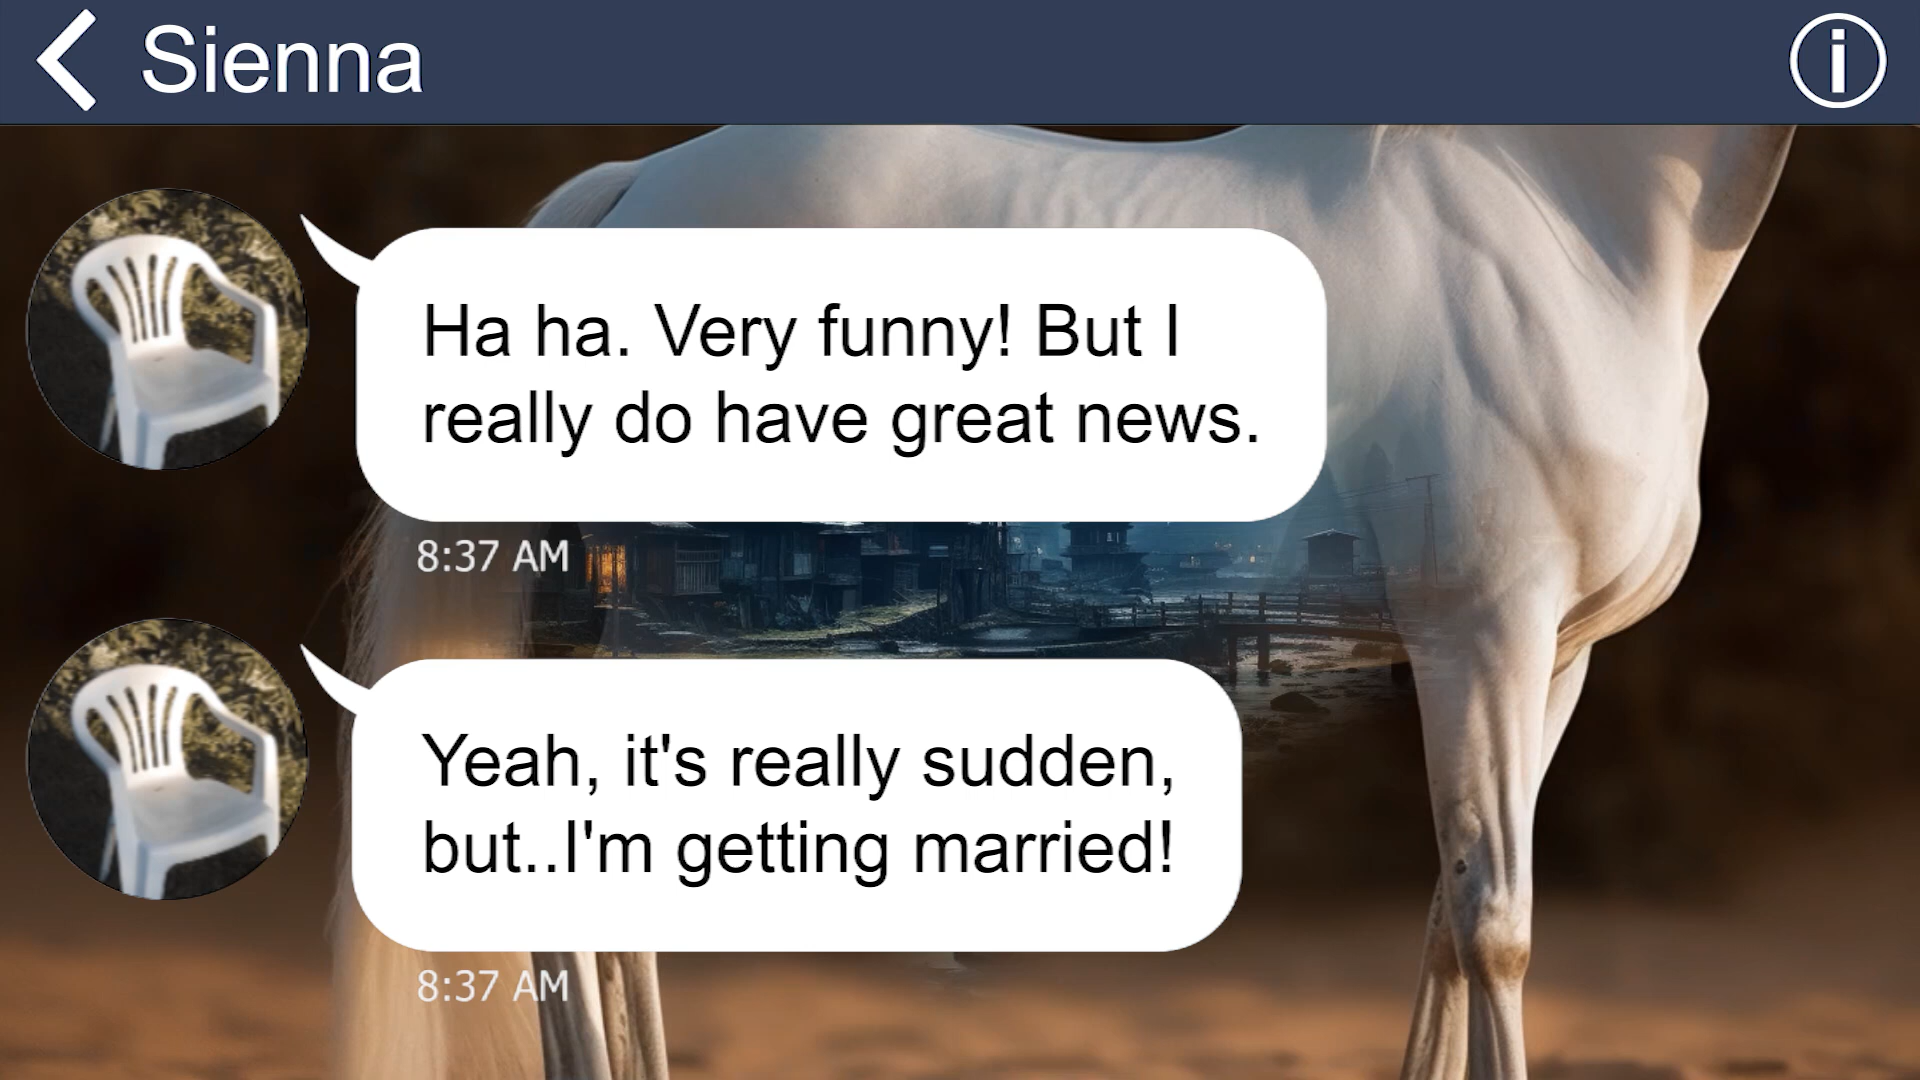 Sienna
Ha ha. Very funny! But I
really do have great news.
8:37 AM
Yeah, it's really sudden,
but..I'm getting married!
8:37 AM